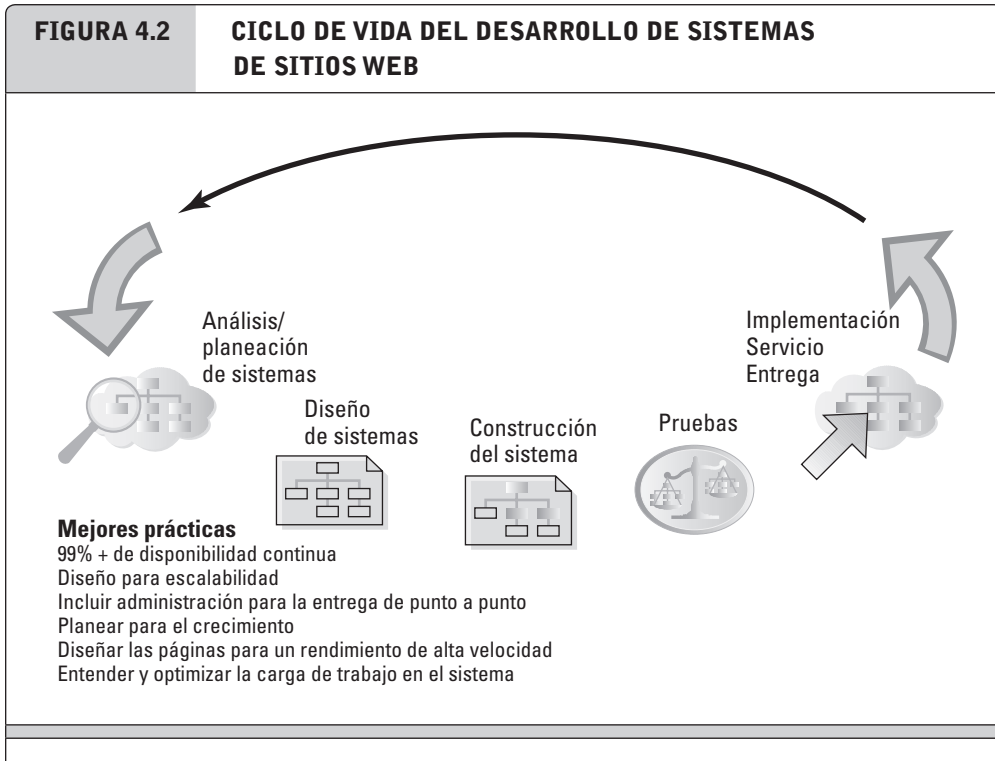 FIGURA 4.2
CICLO DE VIDA DEL DESARROLLO DE SISTEMAS
DE SITIOS WEB
Análisis/
planeación
de sistemas
Diseño
de sistemas
Construcción
del sistema
Pruebas
Implementación
Servicio
Entrega
Mejores prácticas
99% + de disponibilidad continua
Diseño para escalabilidad
Incluir administración para la entrega de punto a punto
Planear para el crecimiento
Diseñar las páginas para un rendimiento de alta velocidad
Entender y optimizar la carga de trabajo en el sistema